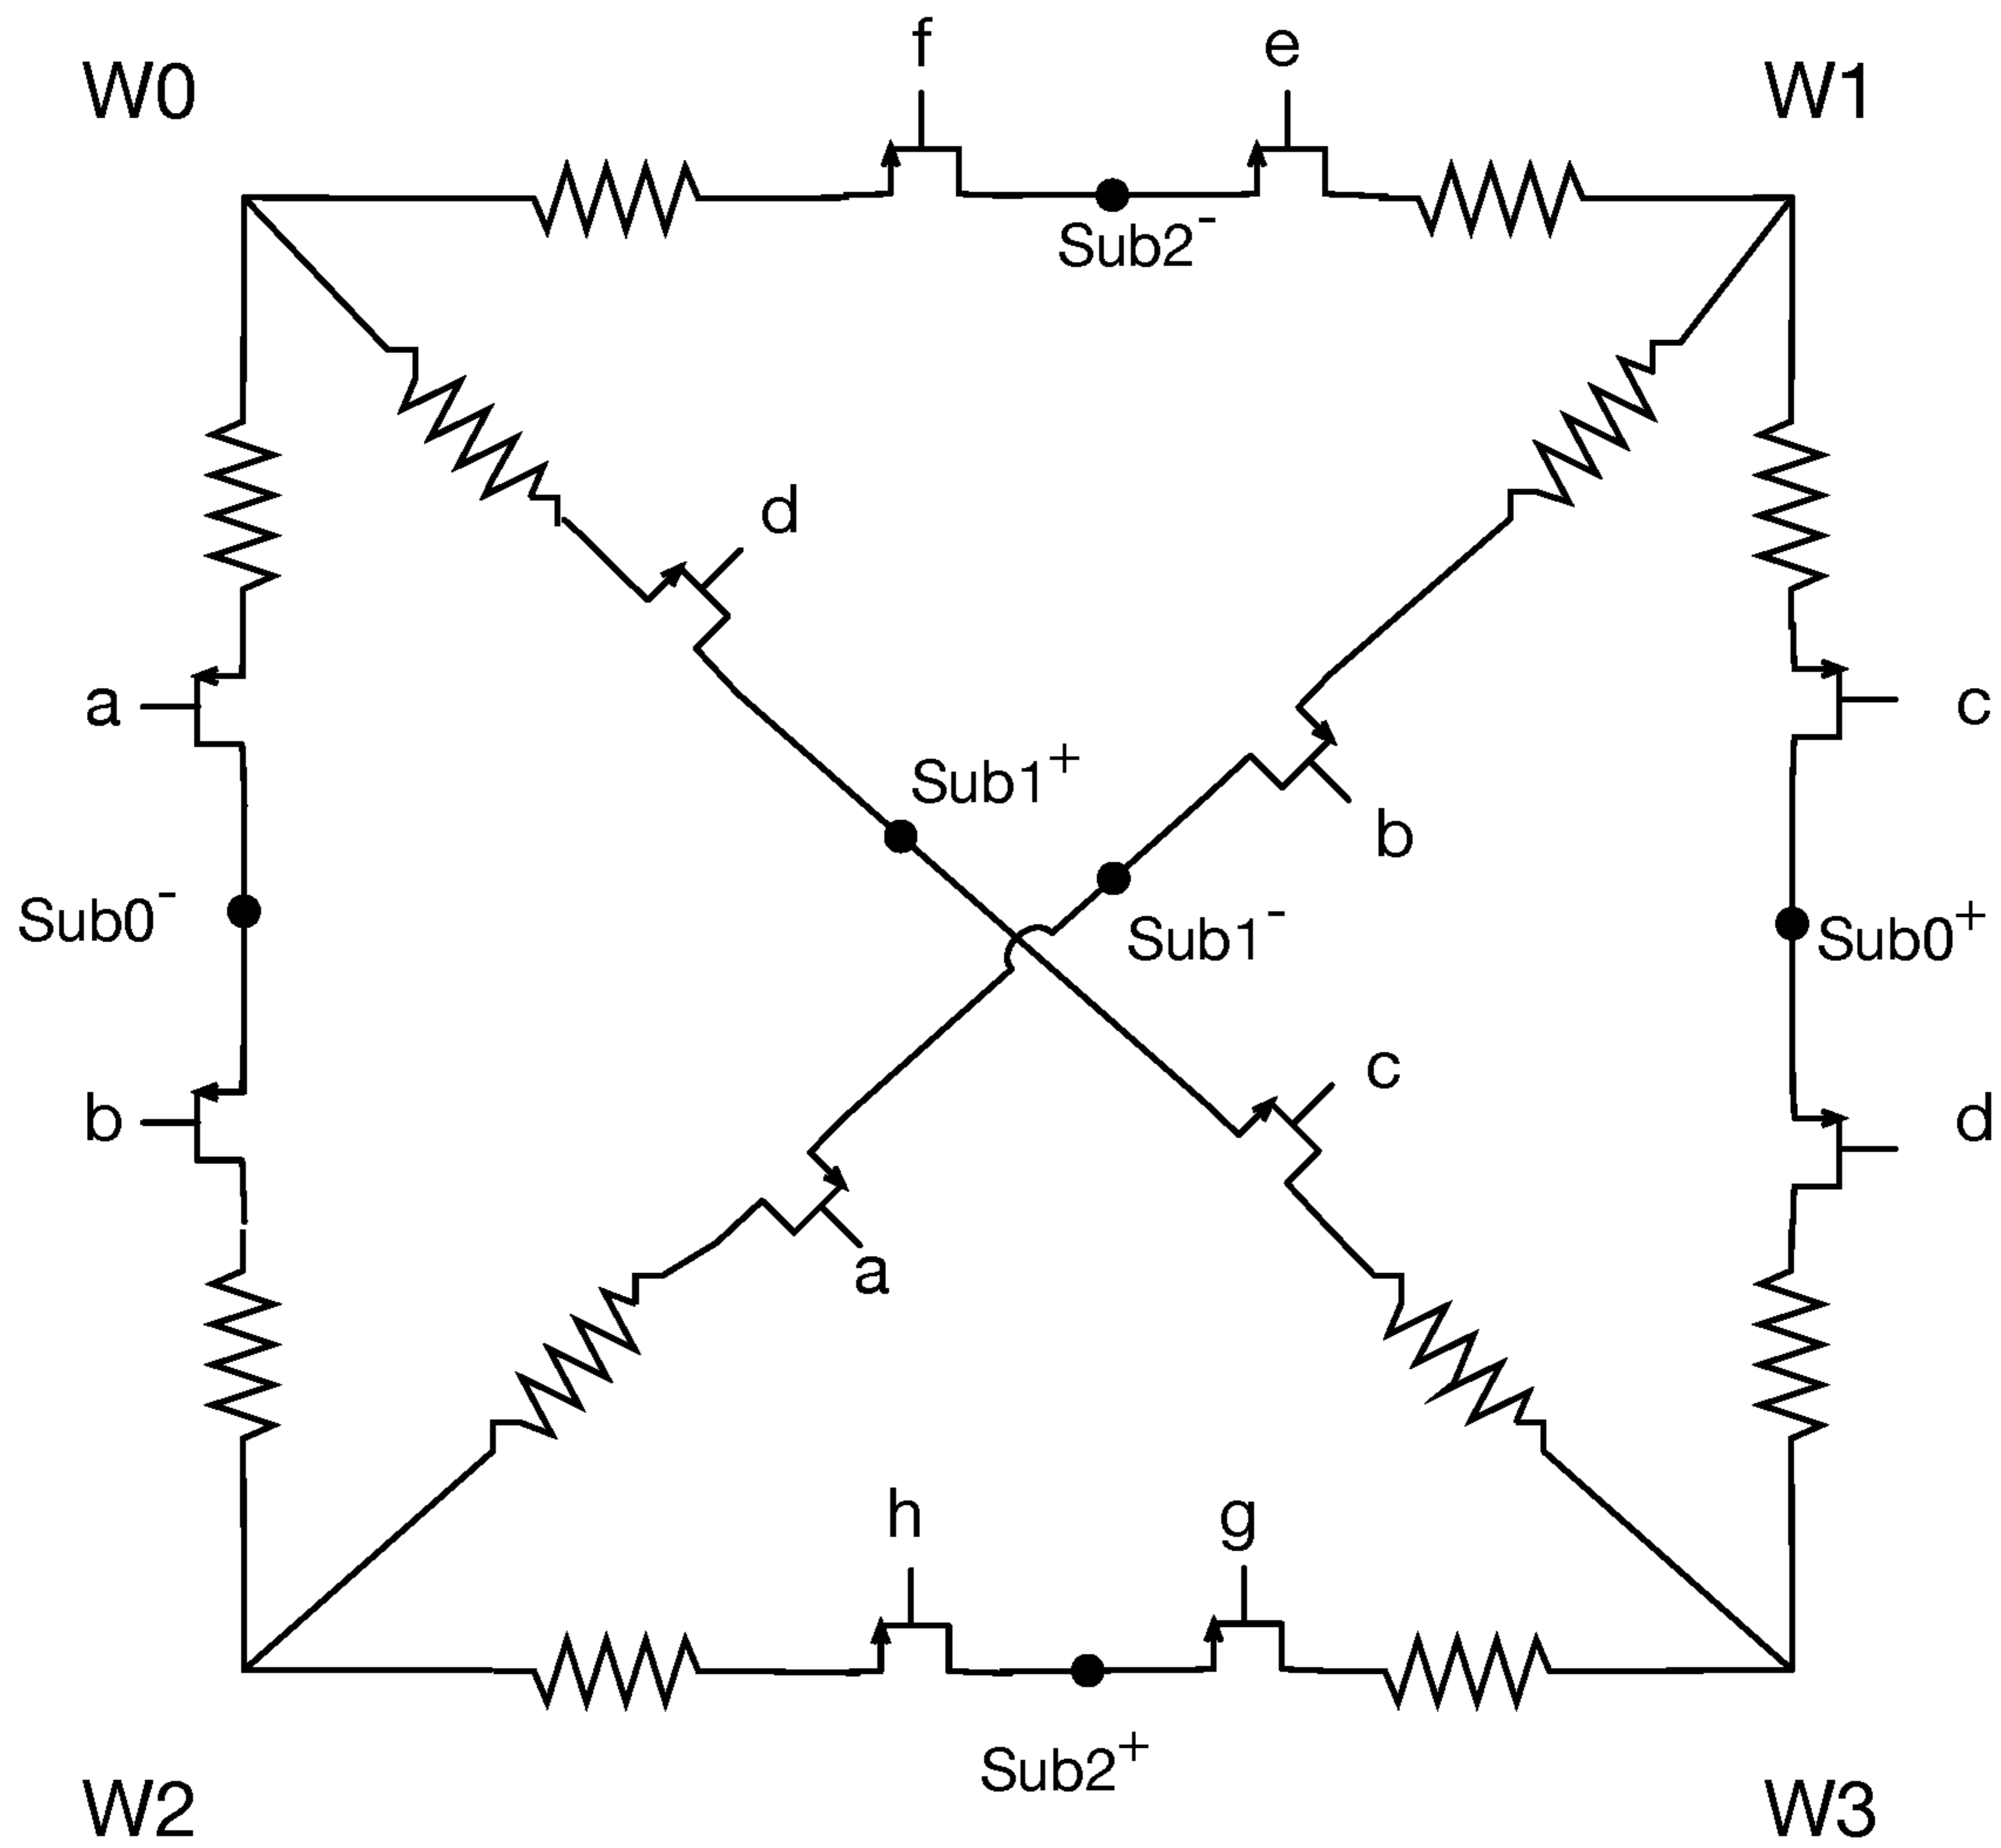 f e
W0 W1
Sub2⁻
d
a c
Sub1⁺
b
Sub0⁻ Sub1⁻ Sub0⁺
c
b d
a
h g
Sub2⁺
W2 W3